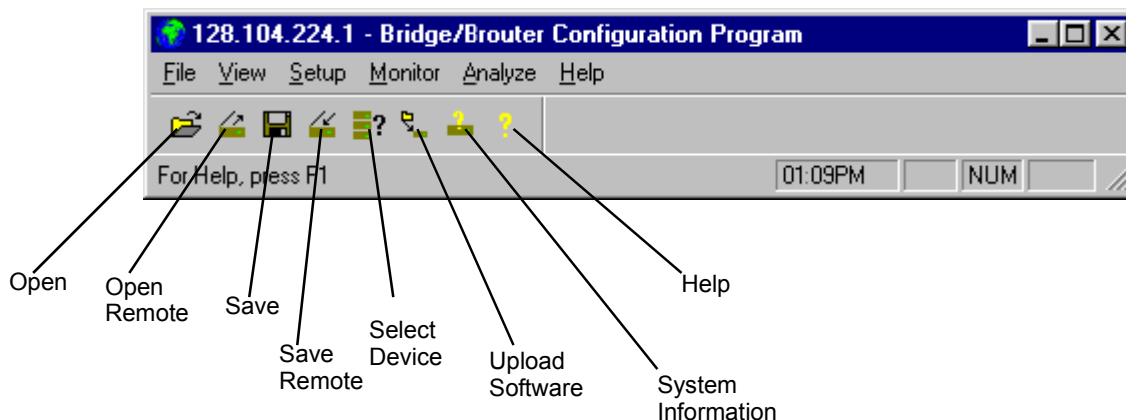 128.104.224.1 - Bridge/Brouter Configuration Program
File View Setup Monitor Analyze Help
For Help, press F1 01:09PM NUM
Open
Open
Remote
Save
Save
Remote
Select
Device
Upload
Software
System
Information
Help